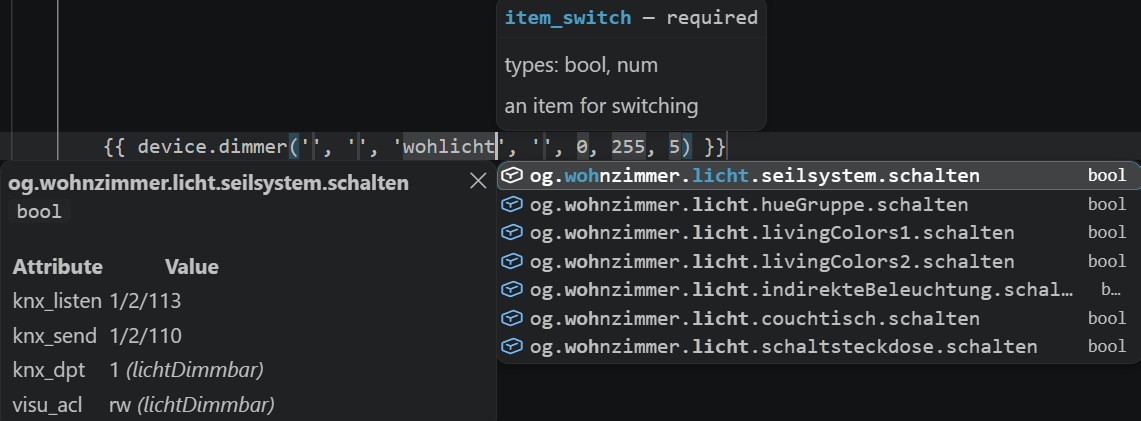 item_switch — required
types: bool, num
an item for switching
{{ device.dimmer('', '', 'wohlicht', '', 0, 255, 5) }}
og.wohnzimmer.licht.seilsystem.schalten
bool
Attribute Value
knx_listen 1/2/113
knx_send 1/2/110
knx_dpt 1 (lichtDimmbar)
visu_acl rw (lichtDimmbar)
og.wohnzimmer.licht.seilsystem.schalten bool
og.wohnzimmer.licht.hueGruppe.schalten bool
og.wohnzimmer.licht.livingColors1.schalten bool
og.wohnzimmer.licht.livingColors2.schalten bool
og.wohnzimmer.licht.indirekteBeleuchtung.schal… b…
og.wohnzimmer.licht.couchtisch.schalten bool
og.wohnzimmer.licht.schaltsteckdose.schalten bool